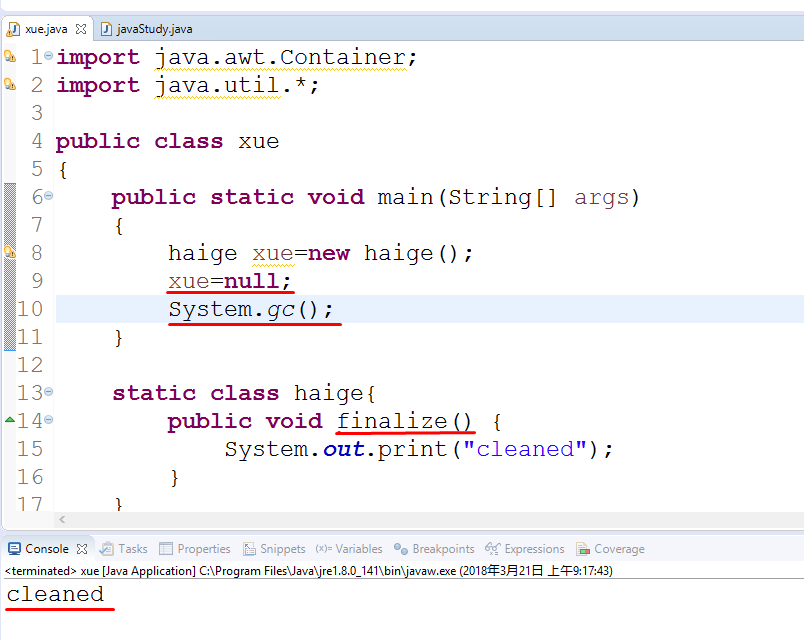 xue.java javaStudy.java
1 import java.awt.Container;
2 import java.util.*;
3
4 public class xue
5 {
6 public static void main(String[] args)
7 {
8 haige xue=new haige();
9 xue=null;
10 System.gc();
11 }
12
13 static class haige{
14 public void finalize() {
15 System.out.print("cleaned");
16 }
17 }
Console Tasks Properties Snippets (x)= Variables Breakpoints Expressions Coverage
<terminated> xue [Java Application] C:\Program Files\Java\jre1.8.0_141\bin\javaw.exe (2018年3月21日 上午9:17:43)
cleaned